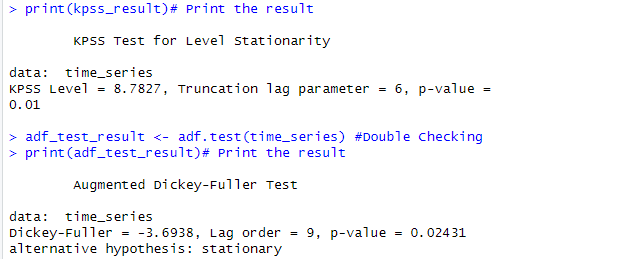 > print(kpss_result)# Print the result
KPSS Test for Level Stationarity
data:  time_series
KPSS Level = 8.7827, Truncation lag parameter = 6, p-value =
0.01
> adf_test_result <- adf.test(time_series) #Double Checking
> print(adf_test_result)# Print the result
Augmented Dickey-Fuller Test
data:  time_series
Dickey-Fuller = -3.6938, Lag order = 9, p-value = 0.02431
alternative hypothesis: stationary